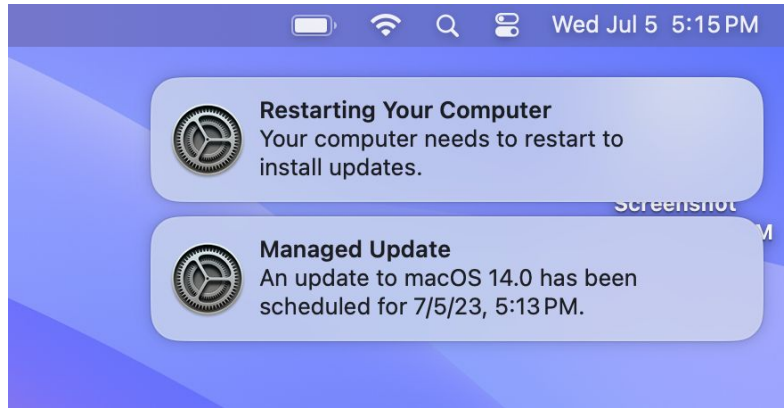 Wed Jul 5 5:15 PM
Restarting Your Computer
Your computer needs to restart to
install updates.
Screenshot
M
Managed Update
An update to macOS 14.0 has been
scheduled for 7/5/23, 5:13 PM.